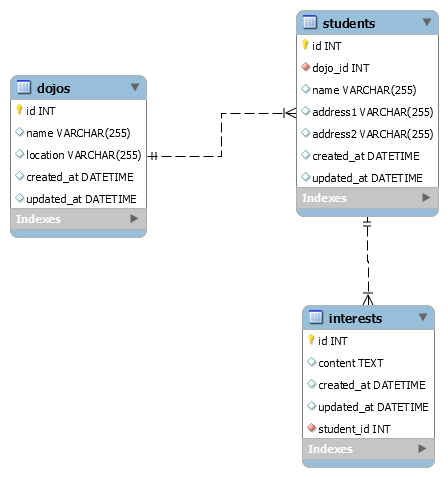 dojos
id INT
name VARCHAR(255)
location VARCHAR(255)
created_at DATETIME
updated_at DATETIME
Indexes
students
id INT
dojo_id INT
name VARCHAR(255)
address1 VARCHAR(255)
address2 VARCHAR(255)
created_at DATETIME
updated_at DATETIME
Indexes
interests
id INT
content TEXT
created_at DATETIME
updated_at DATETIME
student_id INT
Indexes